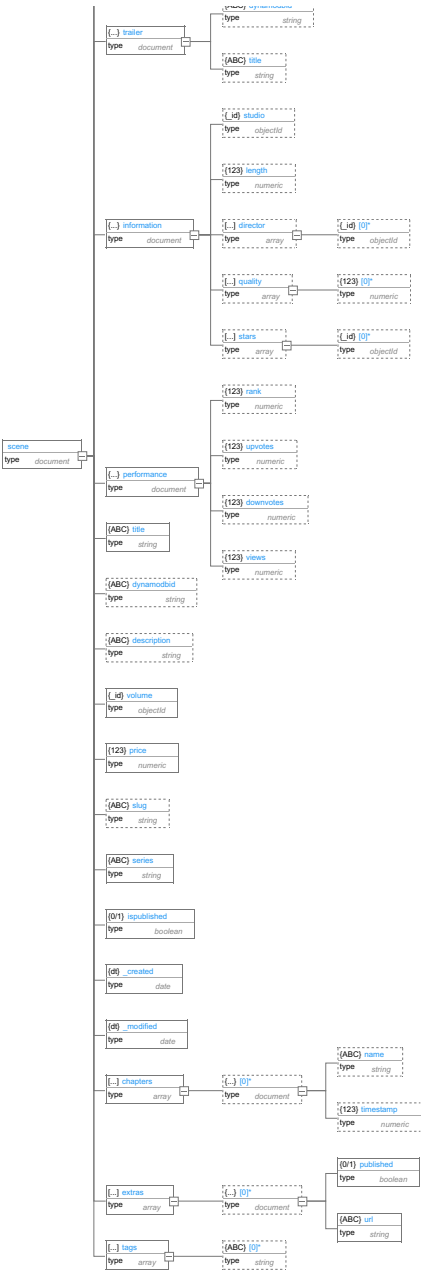 type string
{...} trailer
type document
{ABC} title
type string
{_id} studio
type objectId
{123} length
type numeric
{...} information
type document
[...] director
type array
{_id} [0]*
type objectId
[...] quality
type array
{123} [0]*
type numeric
[...] stars
type array
{_id} [0]*
type objectId
{123} rank
type numeric
scene
type document
{123} upvotes
type numeric
{...} performance
type document
{123} downvotes
type numeric
{ABC} title
type string
{123} views
type numeric
{ABC} dynamodbid
type string
{ABC} description
type string
{_id} volume
type objectId
{123} price
type numeric
{ABC} slug
type string
{ABC} series
type string
{0/1} ispublished
type boolean
{dt} _created
type date
{dt} _modified
type date
[...] chapters
type array
{...} [0]*
type document
{ABC} name
type string
{123} timestamp
type numeric
[...] extras
type array
{...} [0]*
type document
{0/1} published
type boolean
{ABC} url
type string
[...] tags
type array
{ABC} [0]*
type string